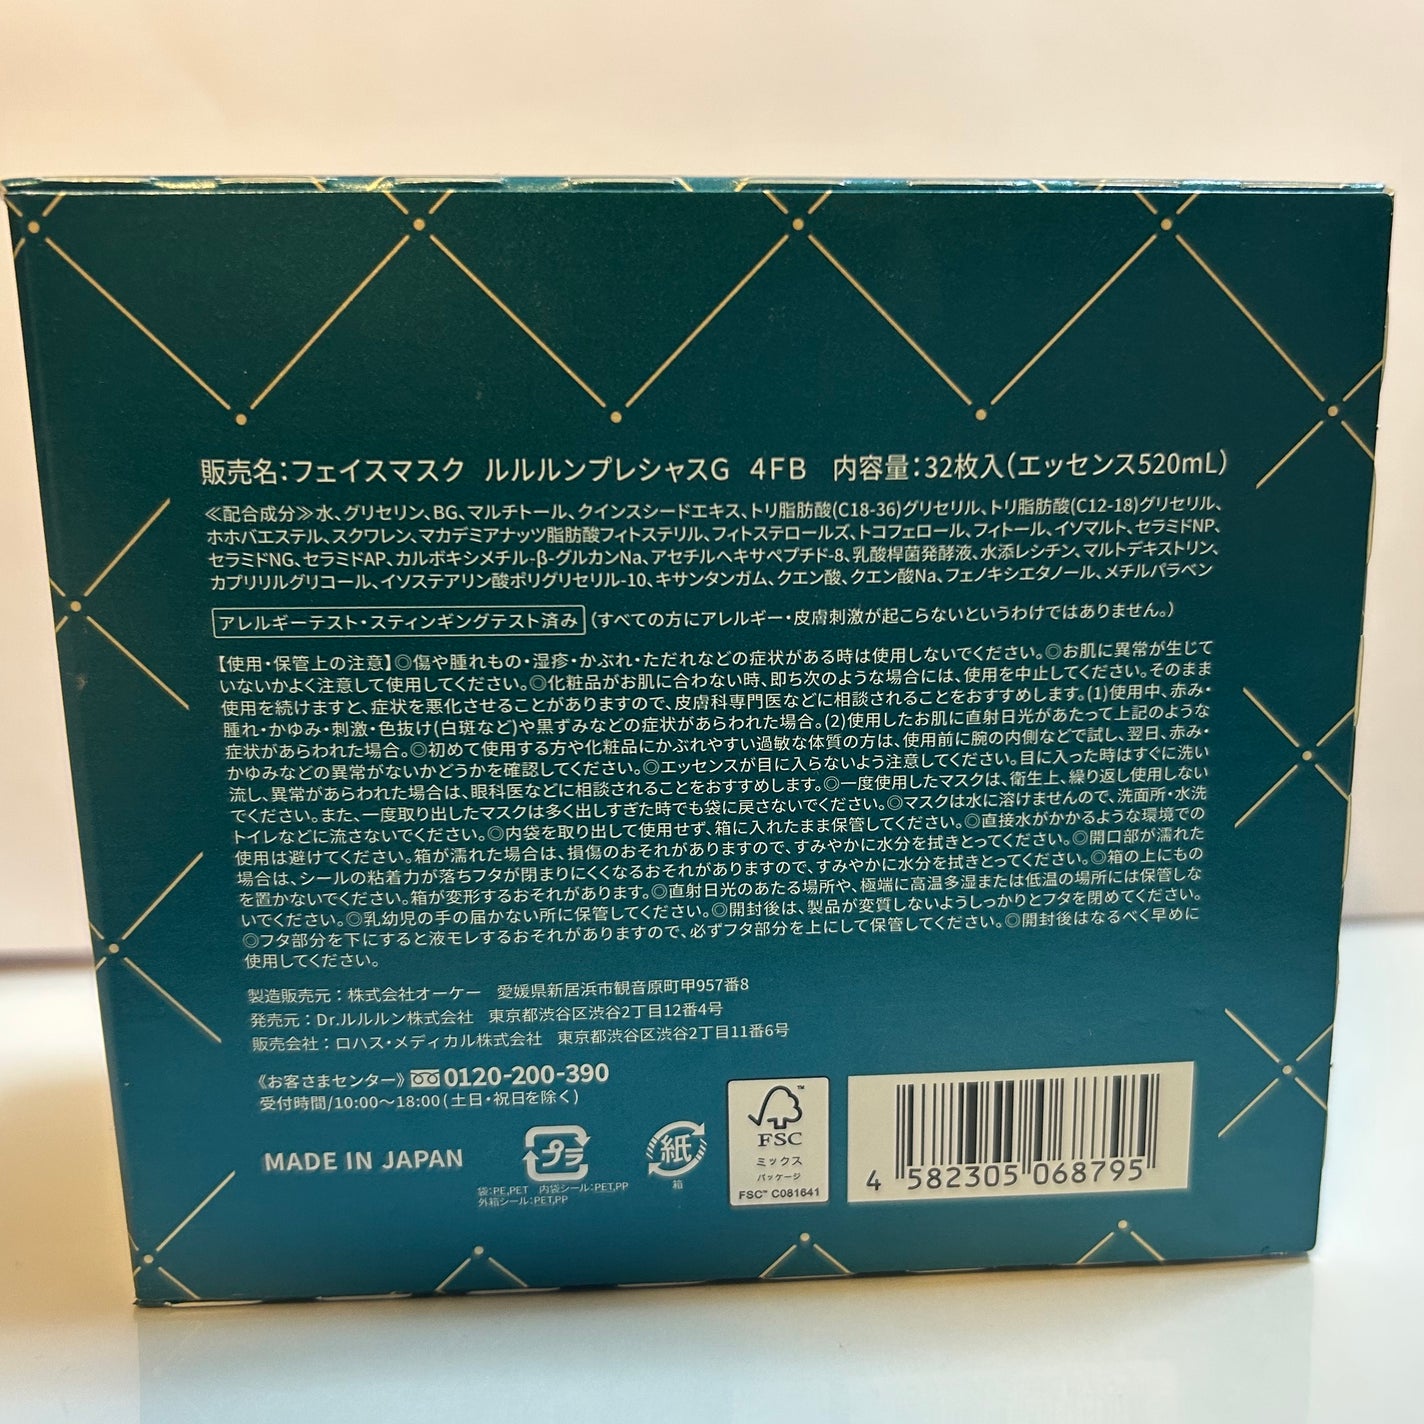 販売名：フェイスマスク ルルルンプレシャスG 4FB 内容量：32枚入（エッセンス520mL）
≪配合成分≫水、グリセリン、BG、マルチトール、クインスシードエキス、トリ脂肪酸(C18-36)グリセリル、トリ脂肪酸(C12-18)グリセリル、
ホホバエステル、スクワレン、マカデミアナッツ脂肪酸フィトステリル、フィトステロールズ、トコフェロール、フィトール、イソマルト、セラミドNP、
セラミドNG、セラミドAP、カルボキシメチル-β-グルカンNa、アセチルヘキサペプチド-8、乳酸桿菌発酵液、水添レシチン、マルトデキストリン、
カプリリルグリコール、イソステアリン酸ポリグリセリル-10、キサンタンガム、クエン酸、クエン酸Na、フェノキシエタノール、メチルパラベン
アレルギーテスト・スティンギングテスト済み（すべての方にアレルギー・皮膚刺激が起こらないというわけではありません。）
【使用・保管上の注意】◎傷や腫れもの・湿疹・かぶれ・ただれなどの症状がある時は使用しないでください。◎お肌に異常が生じて
いないかよく注意して使用してください。◎化粧品がお肌に合わない時、即ち次のような場合には、使用を中止してください。そのまま
使用を続けますと、症状を悪化させることがありますので、皮膚科専門医などに相談されることをおすすめします。(1)使用中、赤み・
腫れ・かゆみ・刺激・色抜け(白斑など)や黒ずみなどの症状があらわれた場合。(2)使用したお肌に直射日光があたって上記のような
症状があらわれた場合。◎初めて使用する方や化粧品にかぶれやすい過敏な体質の方は、使用前に腕の内側などで試し、翌日、赤み・
かゆみなどの異常がないかどうかを確認してください。◎エッセンスが目に入らないよう注意してください。目に入った時はすぐに洗い
流し、異常があらわれた場合は、眼科医などに相談されることをおすすめします。◎一度使用したマスクは、衛生上、繰り返し使用しない
でください。また、一度取り出したマスクは多く出しすぎた時でも袋に戻さないでください。◎マスクは水に溶けませんので、洗面所・水洗
トイレなどに流さないでください。◎内袋を取り出して使用せず、箱に入れたまま保管してください。◎直接水がかかるような環境での
使用は避けてください。箱が濡れた場合は、損傷のおそれがありますので、すみやかに水分を拭きとってください。◎開口部が濡れた
場合は、シールの粘着力が落ちフタが閉まりにくくなるおそれがありますので、すみやかに水分を拭きとってください。◎箱の上にもの
を置かないでください。箱が変形するおそれがあります。◎直射日光のあたる場所や、極端に高温多湿または低温の場所には保管しな
いでください。◎乳幼児の手の届かない所に保管してください。◎開封後は、製品が変質しないようしっかりとフタを閉めてください。
◎フタ部分を下にすると液モレするおそれがありますので、必ずフタ部分を上にして保管してください。◎開封後はなるべく早めに
使用してください。
製造販売元：株式会社オーケー 愛媛県新居浜市観音原町甲957番8
発売元：Dr.ルルルン株式会社 東京都渋谷区渋谷2丁目12番4号
販売会社：ロハス・メディカル株式会社 東京都渋谷区渋谷2丁目11番6号
《お客さまセンター》0120-200-390
受付時間/10:00～18:00(土日・祝日を除く)
MADE IN JAPAN
プラ
袋:PE,PET 内袋シール:PET,PP
外箱シール:PET,PP
紙
箱
FSC
ミックス
パッケージ
FSC™ C081641
4 582305 068795